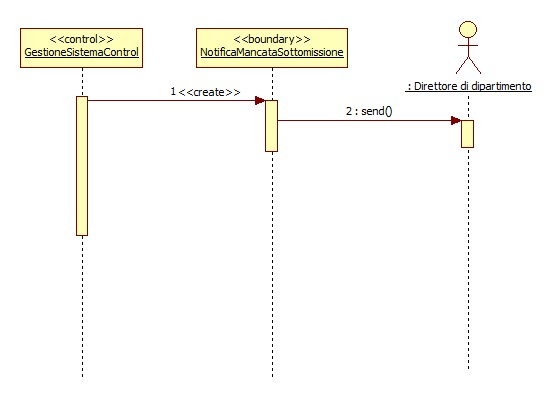 <<control>>
GestioneSistemaControl
<<boundary>>
NotificaMancataSottomissione
: Direttore di dipartimento
1 <<create>>
2 : send()